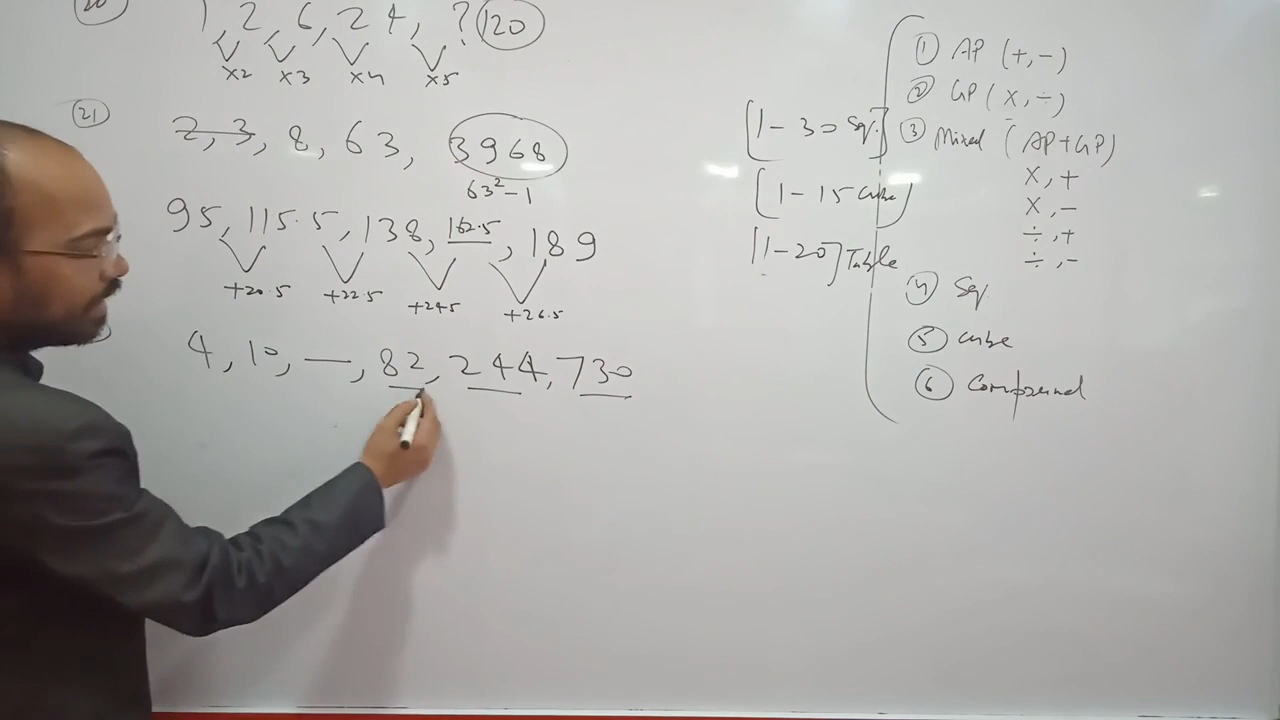 20
1, 2, 6, 24, ? 120
x2 x3 x4 x5
21
2, 3, 8, 63, 3968
63²-1
95, 115.5, 138, 162.5, 189
+20.5 +22.5 +24.5 +26.5
4, 10, —, 82, 244, 730
[1-30 Sq.]
[1-15 Cube]
[1-20] Table
1 AP (+,-)
2 GP (x, ÷)
3 Mixed (AP+GP)
x, +
x, -
÷, +
÷, -
4 Sq
5 Cube
6 Compound